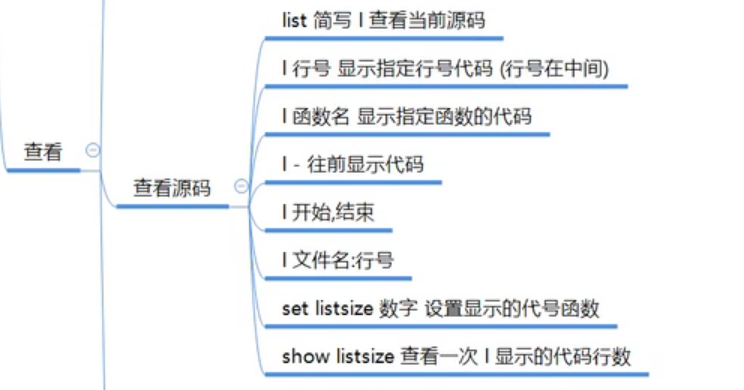 list 简写 l 查看当前源码
l 行号 显示指定行号代码 (行号在中间)
l 函数名 显示指定函数的代码
查看
l - 往前显示代码
查看源码
l 开始,结束
l 文件名:行号
set listsize 数字 设置显示的代号函数
show listsize 查看一次 l 显示的代码行数